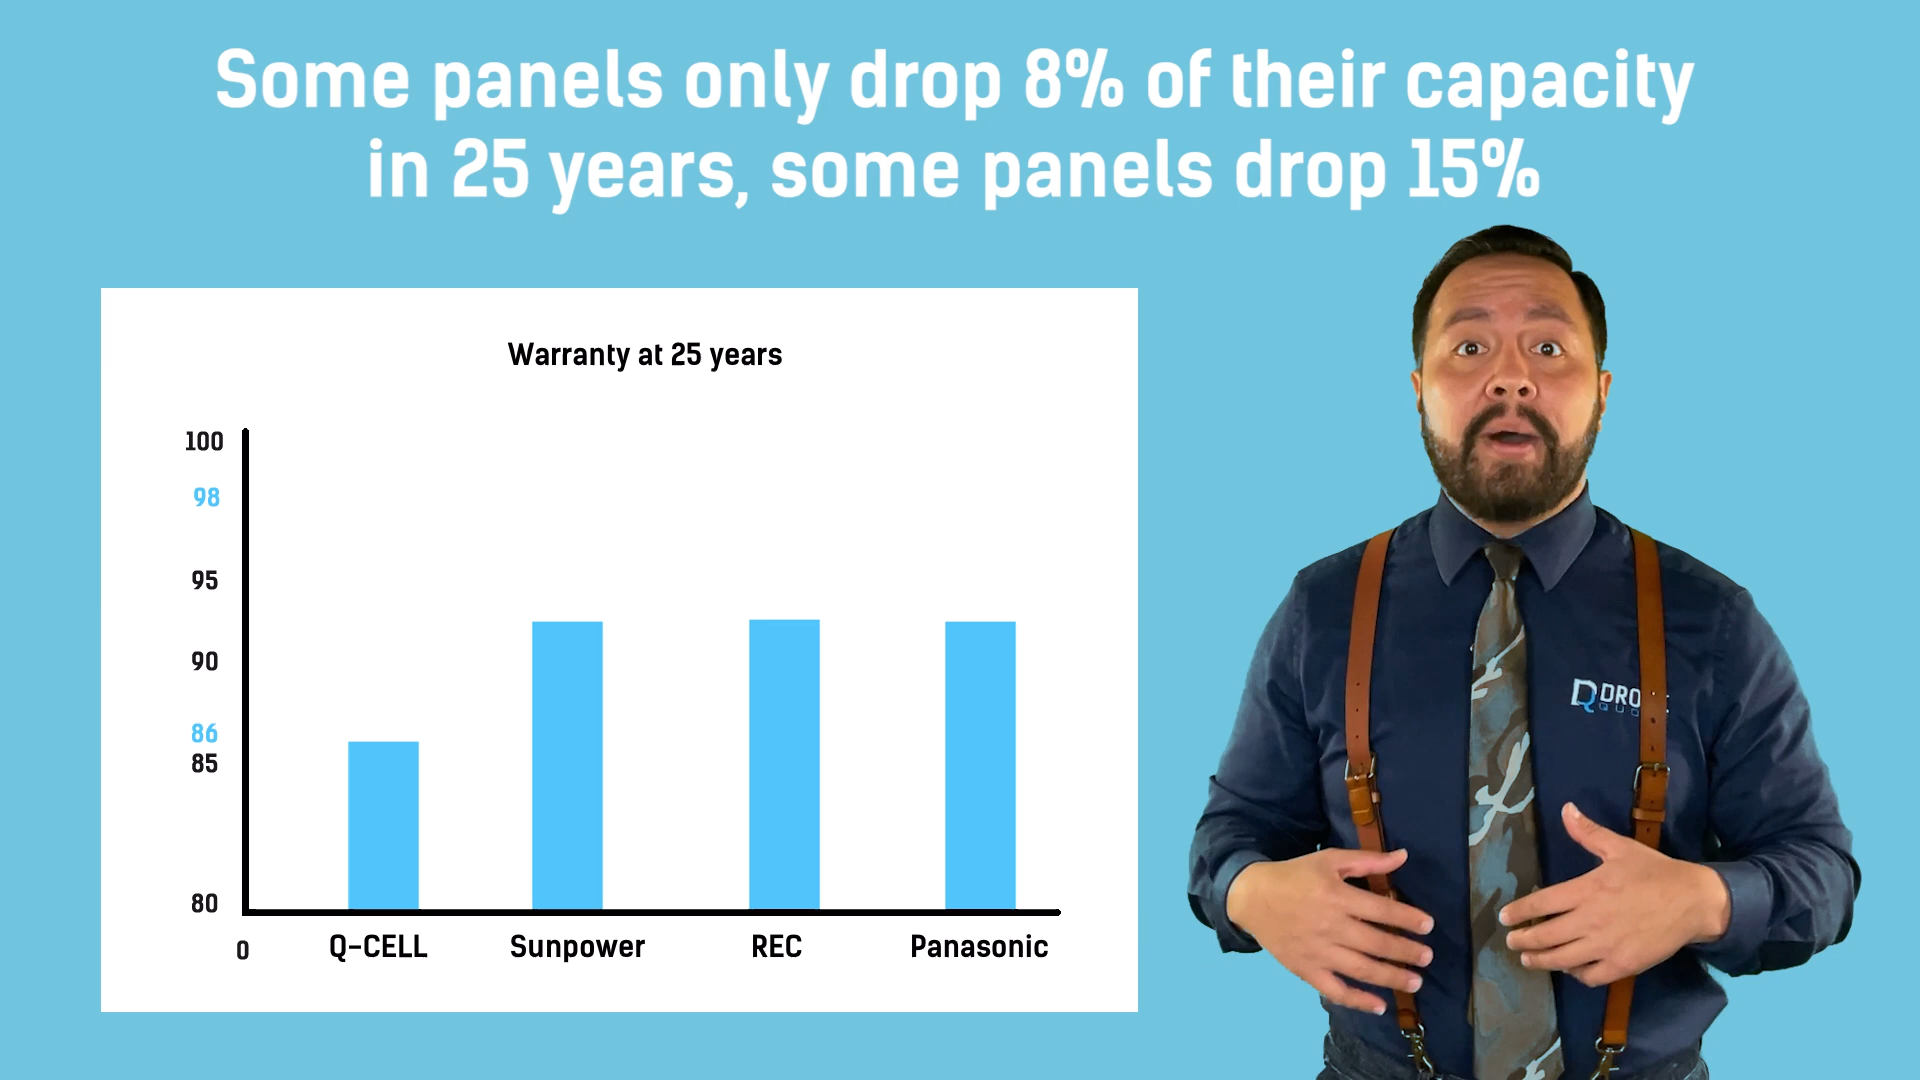 Some panels only drop 8% of their capacity
in 25 years, some panels drop 15%
Warranty at 25 years
100
98
95
90
86
85
80
0
Q-CELL
Sunpower
REC
Panasonic
DRO